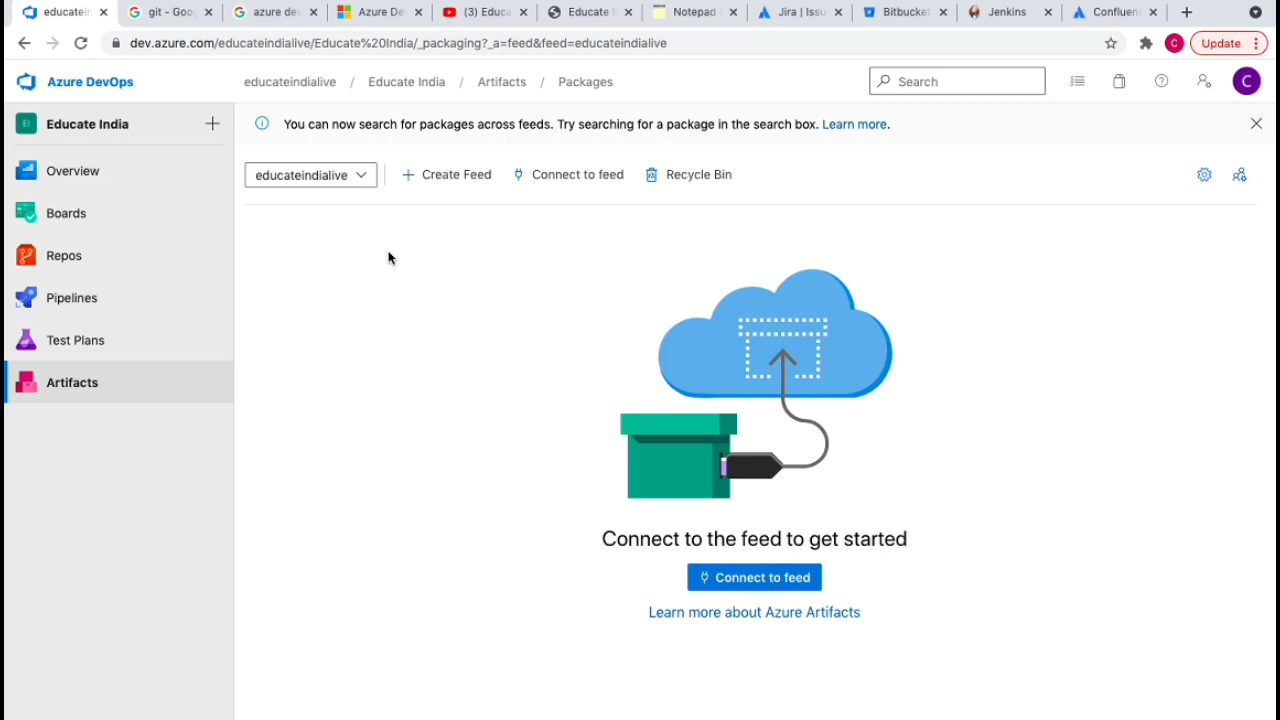 educatein
git - Goog
azure dev
Azure De
(3) Educa
Educate I
Notepad
Jira | Issu
Bitbucket
Jenkins
Confluenc
dev.azure.com/educateindialive/Educate%20India/_packaging?_a=feed&feed=educateindialive
C
Update
Azure DevOps
educateindialive / Educate India / Artifacts / Packages
Search
C
EI
Educate India
You can now search for packages across feeds. Try searching for a package in the search box. Learn more.
Overview
educateindialive
Create Feed
Connect to feed
Recycle Bin
Boards
Repos
Pipelines
Test Plans
Artifacts
Connect to the feed to get started
Connect to feed
Learn more about Azure Artifacts